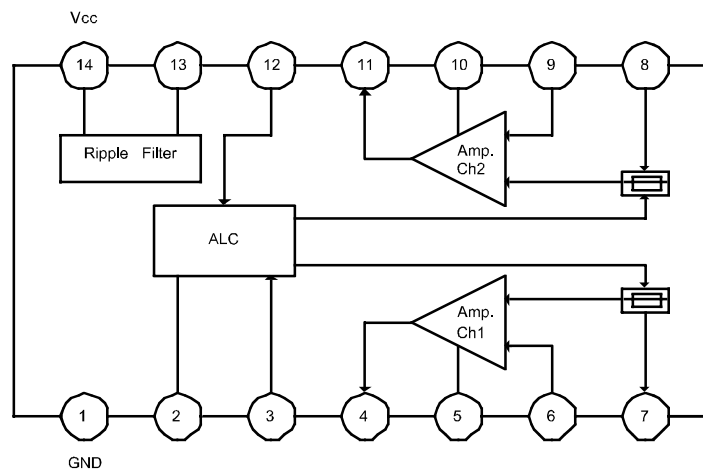 Vcc
14 13 12 11 10 9 8
Ripple Filter
Amp.
Ch2
ALC
Amp.
Ch1
1 2 3 4 5 6 7
GND